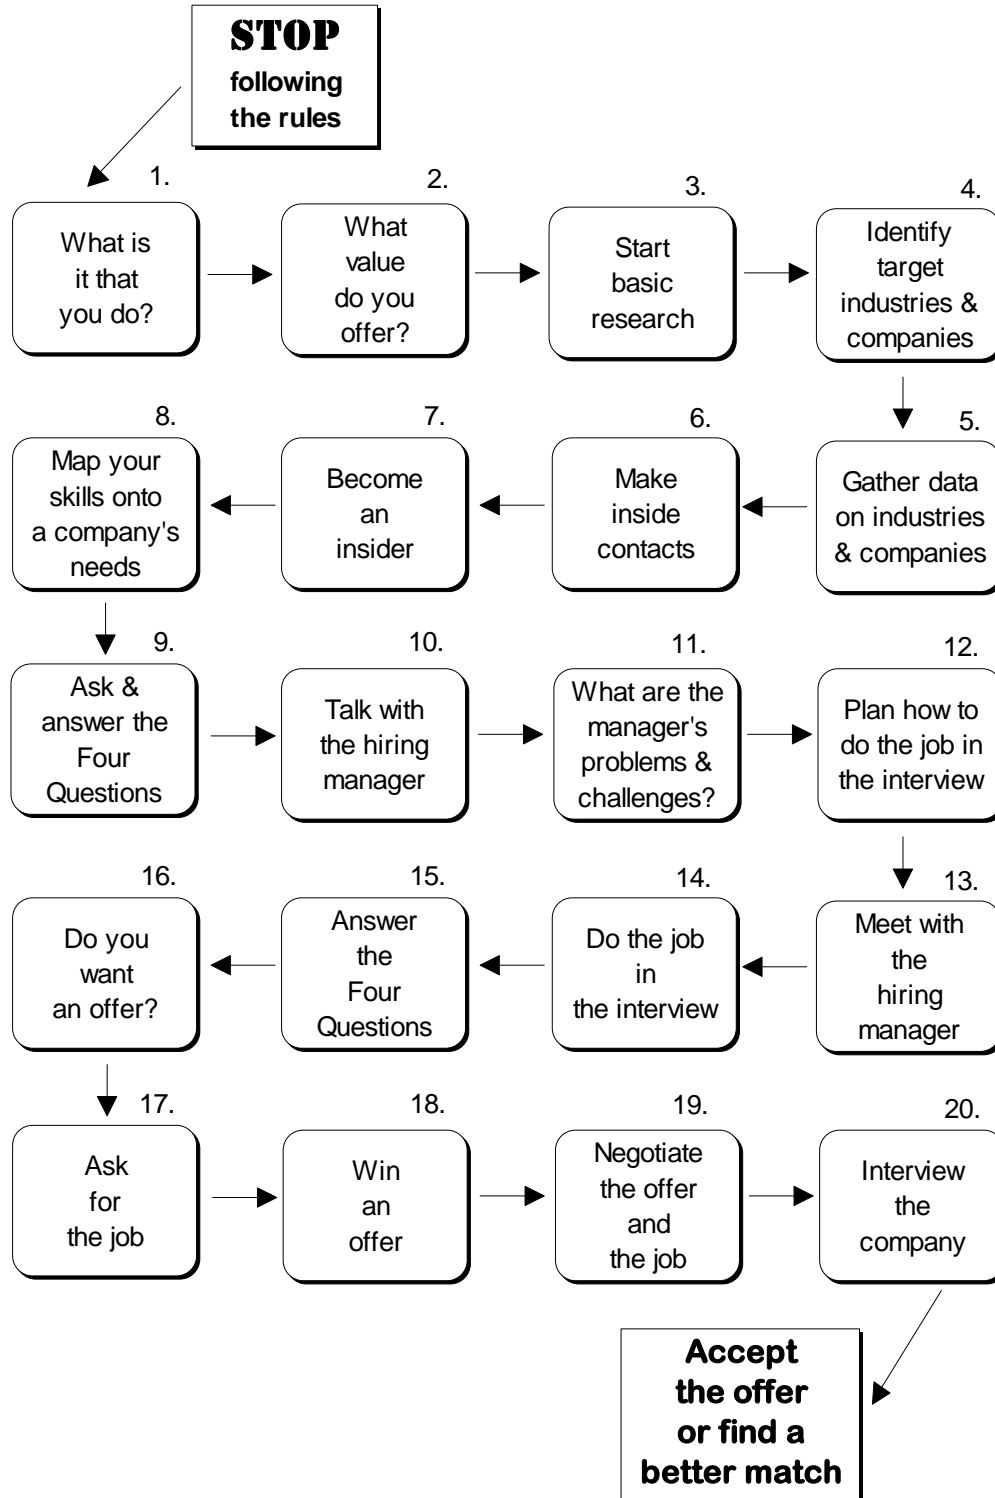 STOP
following
the rules
1.
What is
it that
you do?
2.
What
value
do you
offer?
3.
Start
basic
research
4.
Identify
target
industries &
companies
5.
Gather data
on industries
& companies
6.
Make
inside
contacts
7.
Become
an
insider
8.
Map your
skills onto
a company's
needs
9.
Ask &
answer the
Four
Questions
10.
Talk with
the hiring
manager
11.
What are the
manager's
problems &
challenges?
12.
Plan how to
do the job in
the interview
13.
Meet with
the
hiring
manager
14.
Do the job
in
the interview
15.
Answer
the
Four
Questions
16.
Do you
want
an offer?
17.
Ask
for
the job
18.
Win
an
offer
19.
Negotiate
the offer
and
the job
20.
Interview
the
company
Accept
the offer
or find a
better match